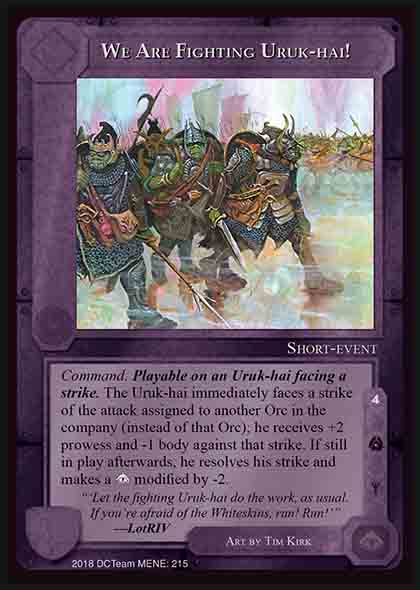 We Are Fighting Uruk-hai!
Short-event
Command. Playable on an Uruk-hai facing a
strike. The Uruk-hai immediately faces a strike
of the attack assigned to another Orc in the
company (instead of that Orc); he receives +2
prowess and -1 body against that strike. If still
in play afterwards, he resolves his strike and
makes a modified by -2.
4
“‘Let the fighting Uruk-hai do the work, as usual.
If you’re afraid of the Whiteskins, run! Run!’”
—LotRIV
Art by Tim Kirk
2018 DCTeam MENE: 215